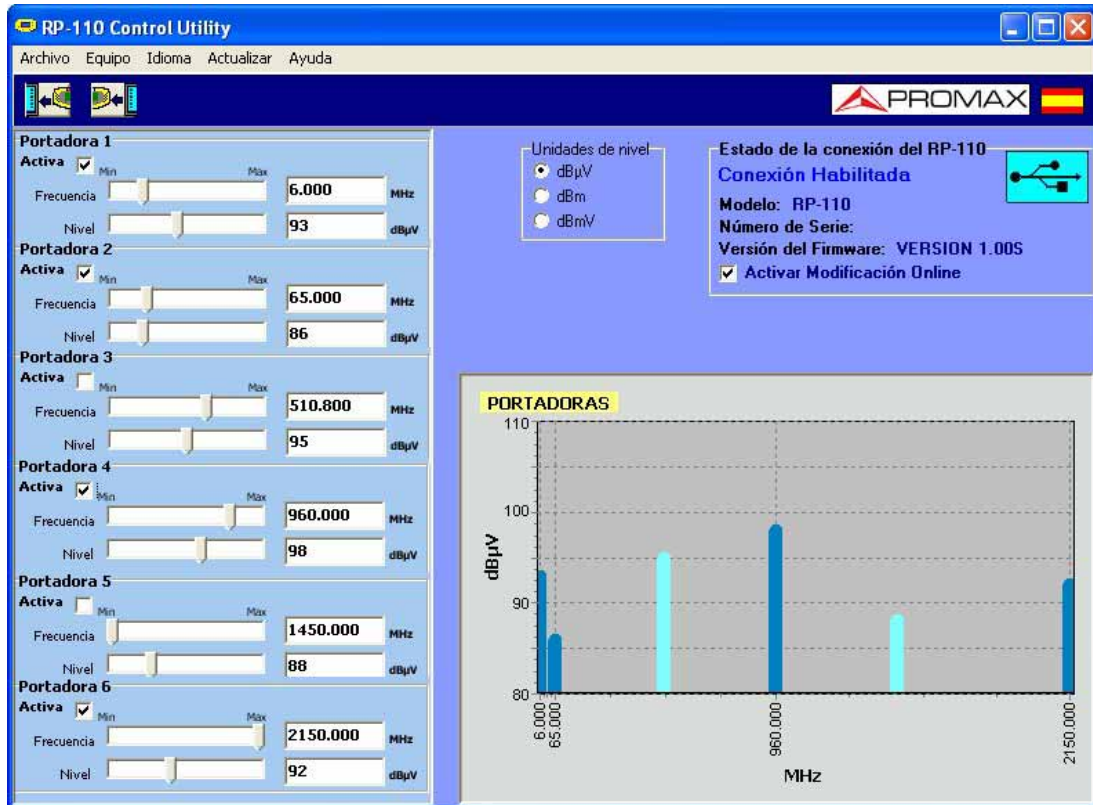 RP-110 Control Utility
Archivo Equipo Idioma Actualizar Ayuda
PROMAX
Portadora 1
Activa
Min Max
Frecuencia 6.000 MHz
Nivel 93 dBµV
Portadora 2
Activa
Frecuencia 65.000 MHz
Nivel 86 dBµV
Portadora 3
Activa
Min Max
Frecuencia 510.800 MHz
Nivel 95 dBµV
Portadora 4
Activa
Min Max
Frecuencia 960.000 MHz
Nivel 98 dBµV
Portadora 5
Activa
Min Max
Frecuencia 1450.000 MHz
Nivel 88 dBµV
Portadora 6
Activa
Min Max
Frecuencia 2150.000 MHz
Nivel 92 dBµV
Unidades de nivel
dBµV
dBm
dBmV
Estado de la conexión del RP-110
Conexión Habilitada
Modelo: RP-110
Número de Serie:
Versión del Firmware: VERSION 1.00S
Activar Modificación Online
PORTADORAS
110
100
90
80
dBµV
6.000
65.000
960.000
2150.000
MHz